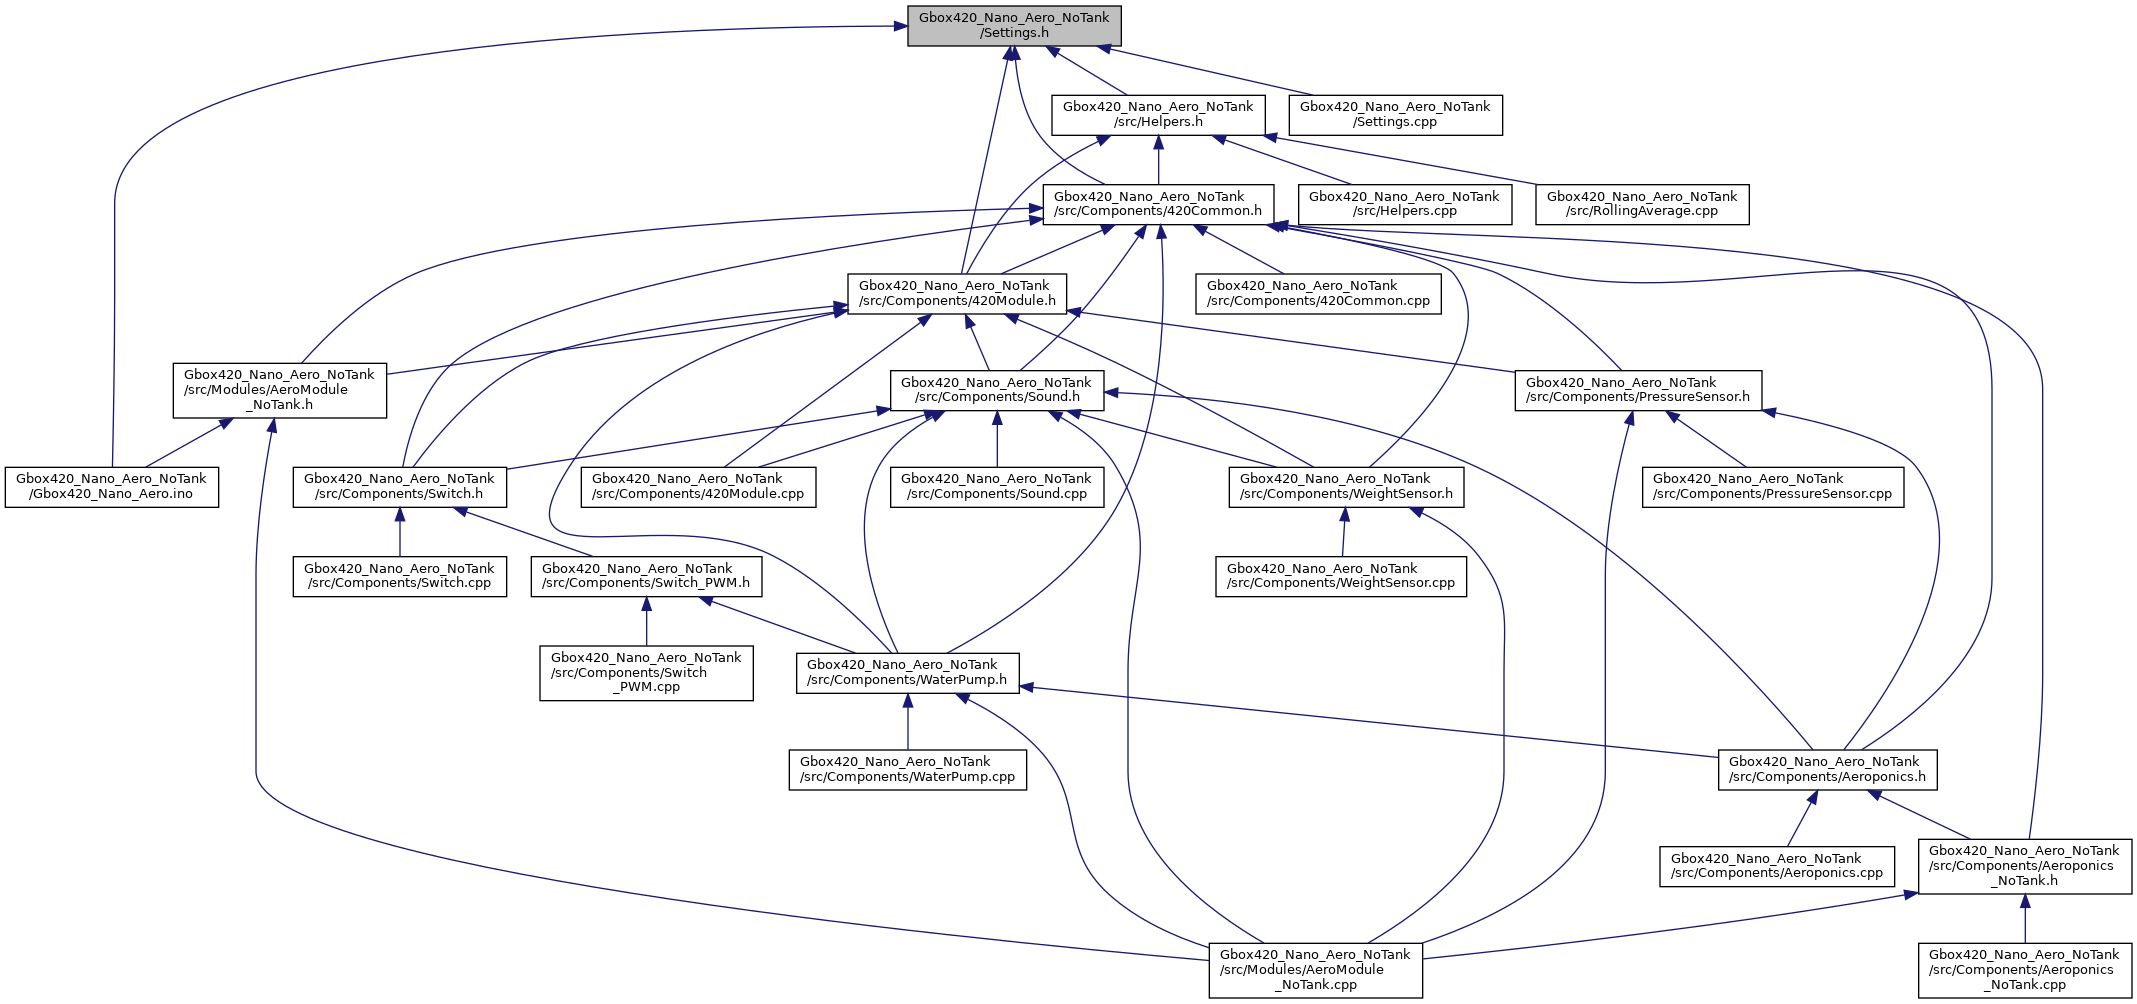 Gbox420_Nano_Aero_NoTank
/Settings.h
Gbox420_Nano_Aero_NoTank
/src/Helpers.h
Gbox420_Nano_Aero_NoTank
/Settings.cpp
Gbox420_Nano_Aero_NoTank
/src/Components/420Common.h
Gbox420_Nano_Aero_NoTank
/src/Helpers.cpp
Gbox420_Nano_Aero_NoTank
/src/RollingAverage.cpp
Gbox420_Nano_Aero_NoTank
/src/Components/420Module.h
Gbox420_Nano_Aero_NoTank
/src/Components/420Common.cpp
Gbox420_Nano_Aero_NoTank
/src/Modules/AeroModule
_NoTank.h
Gbox420_Nano_Aero_NoTank
/src/Components/Sound.h
Gbox420_Nano_Aero_NoTank
/src/Components/PressureSensor.h
Gbox420_Nano_Aero_NoTank
/Gbox420_Nano_Aero.ino
Gbox420_Nano_Aero_NoTank
/src/Components/Switch.h
Gbox420_Nano_Aero_NoTank
/src/Components/420Module.cpp
Gbox420_Nano_Aero_NoTank
/src/Components/Sound.cpp
Gbox420_Nano_Aero_NoTank
/src/Components/WeightSensor.h
Gbox420_Nano_Aero_NoTank
/src/Components/PressureSensor.cpp
Gbox420_Nano_Aero_NoTank
/src/Components/Switch.cpp
Gbox420_Nano_Aero_NoTank
/src/Components/Switch_PWM.h
Gbox420_Nano_Aero_NoTank
/src/Components/WeightSensor.cpp
Gbox420_Nano_Aero_NoTank
/src/Components/Switch
_PWM.cpp
Gbox420_Nano_Aero_NoTank
/src/Components/WaterPump.h
Gbox420_Nano_Aero_NoTank
/src/Components/WaterPump.cpp
Gbox420_Nano_Aero_NoTank
/src/Components/Aeroponics.h
Gbox420_Nano_Aero_NoTank
/src/Components/Aeroponics.cpp
Gbox420_Nano_Aero_NoTank
/src/Components/Aeroponics
_NoTank.h
Gbox420_Nano_Aero_NoTank
/src/Modules/AeroModule
_NoTank.cpp
Gbox420_Nano_Aero_NoTank
/src/Components/Aeroponics
_NoTank.cpp